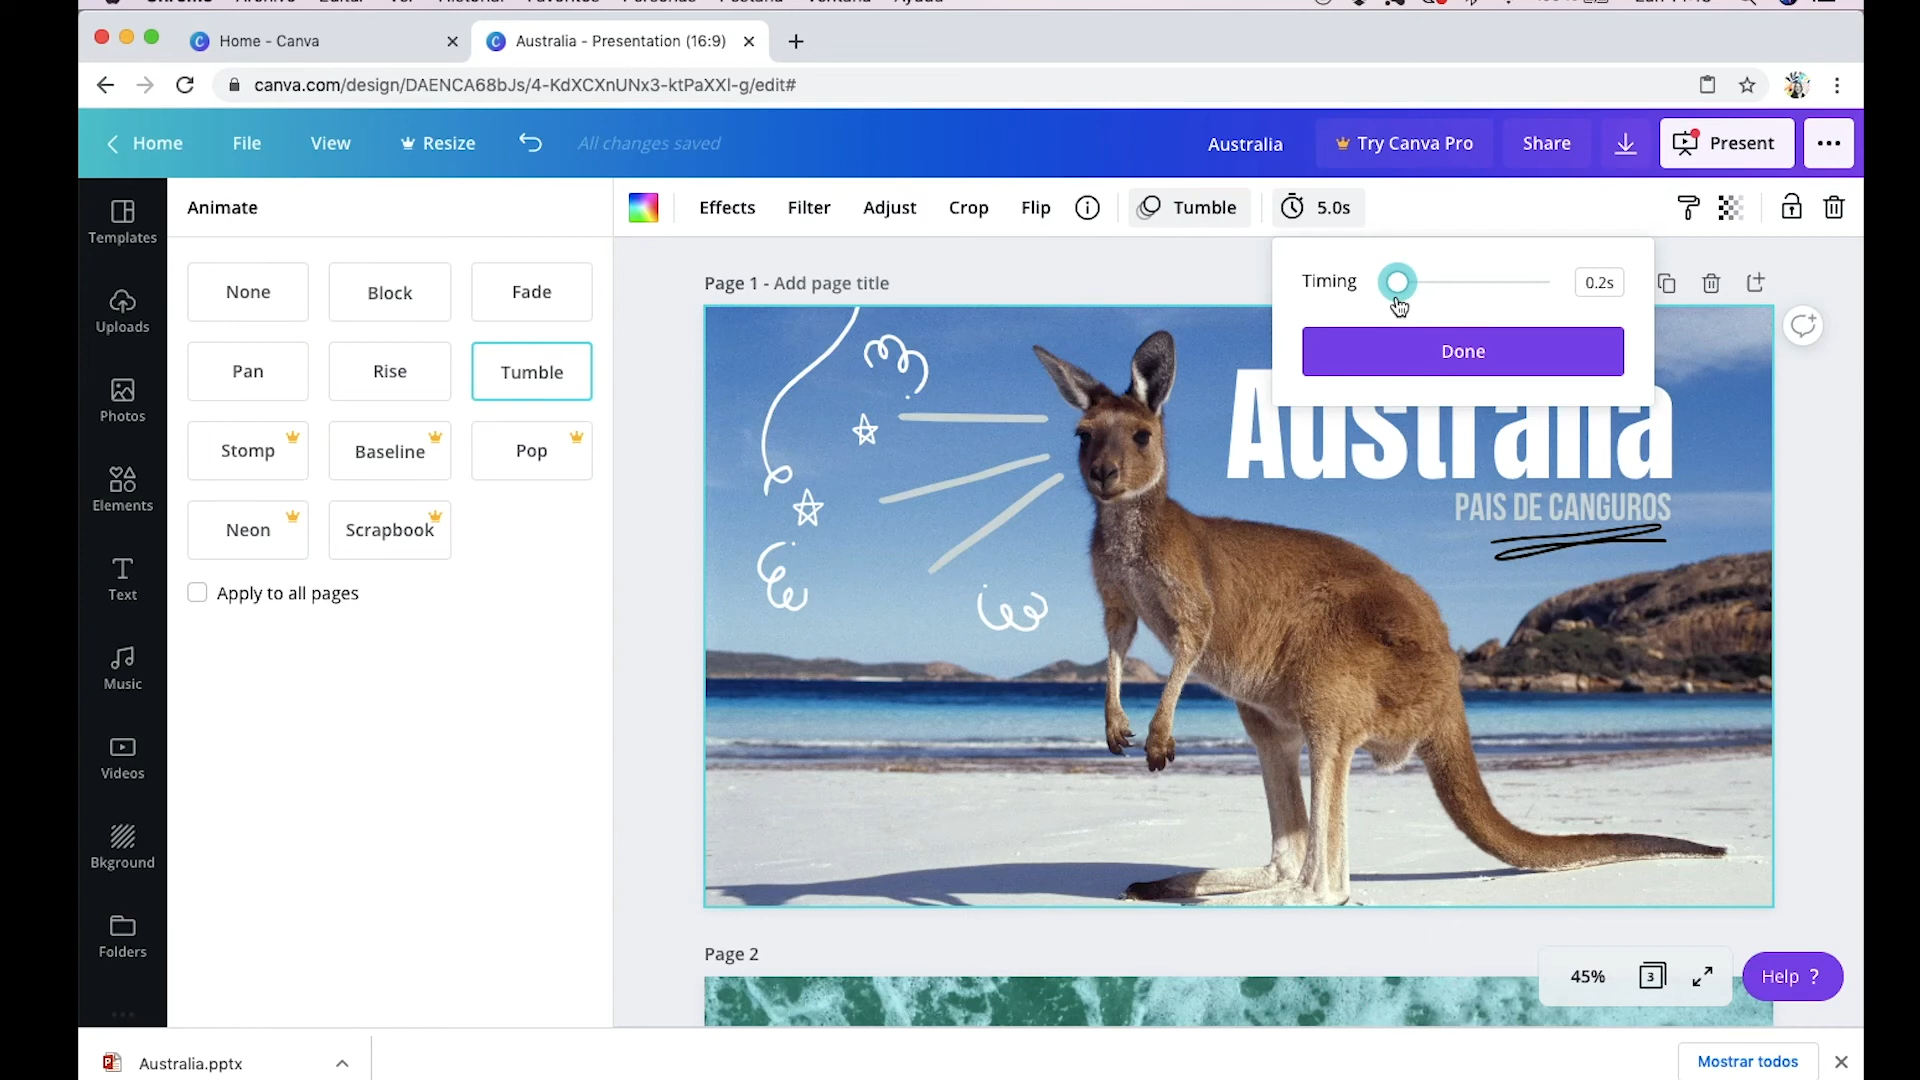 Home - Canva
Australia - Presentation (16:9)
canva.com/design/DAENCA68bJs/4-KdXCXnUNx3-ktPaXXI-g/edit#
Home
File
View
Resize
All changes saved
Australia
Try Canva Pro
Share
Present
Templates
Uploads
Photos
Elements
Text
Music
Videos
Bkground
Folders
Animate
None
Block
Fade
Pan
Rise
Tumble
Stomp
Baseline
Pop
Neon
Scrapbook
Apply to all pages
Effects
Filter
Adjust
Crop
Flip
Tumble
5.0s
Timing
0.2s
Done
Page 1 - Add page title
Australia
PAIS DE CANGUROS
Page 2
45%
3
Help ?
Australia.pptx
Mostrar todos